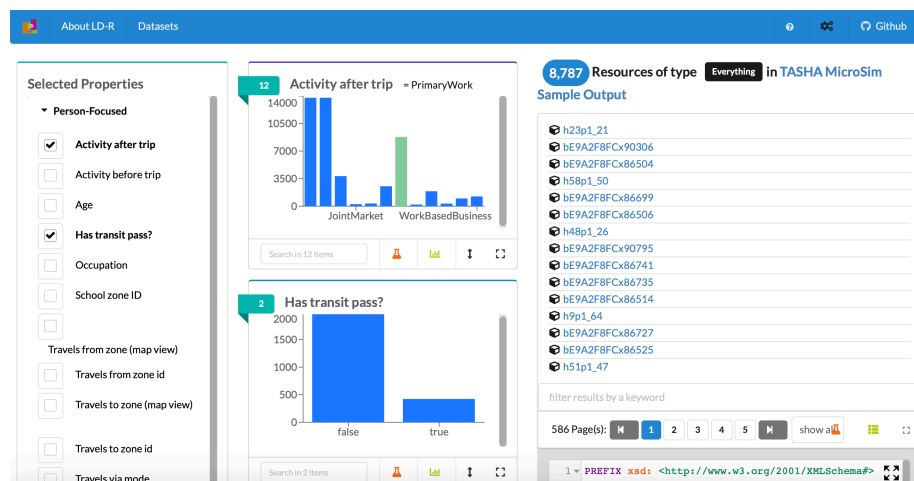 About LD-R
Datasets
Github
Selected Properties
Person-Focused
Activity after trip
Activity before trip
Age
Has transit pass?
Occupation
School zone ID
Travels from zone (map view)
Travels from zone id
Travels to zone (map view)
Travels to zone id
Travels via mode
12 Activity after trip = PrimaryWork
14000
10500
7000
3500
0
JointMarket WorkBasedBusiness
Search in 12 items
2 Has transit pass?
2000
1500
1000
500
0
false true
Search in 2 items
8,787 Resources of type Everything in TASHA MicroSim
Sample Output
h23p1_21
bE9A2F8FCx90306
bE9A2F8FCx86504
h58p1_50
bE9A2F8FCx86699
bE9A2F8FCx86506
h48p1_26
bE9A2F8FCx90795
bE9A2F8FCx86741
bE9A2F8FCx86735
bE9A2F8FCx86514
h9p1_64
bE9A2F8FCx86727
bE9A2F8FCx86525
h51p1_47
filter results by a keyword
586 Page(s): 1 2 3 4 5 show all
1 PREFIX xsd: <http://www.w3.org/2001/XMLSchema#>